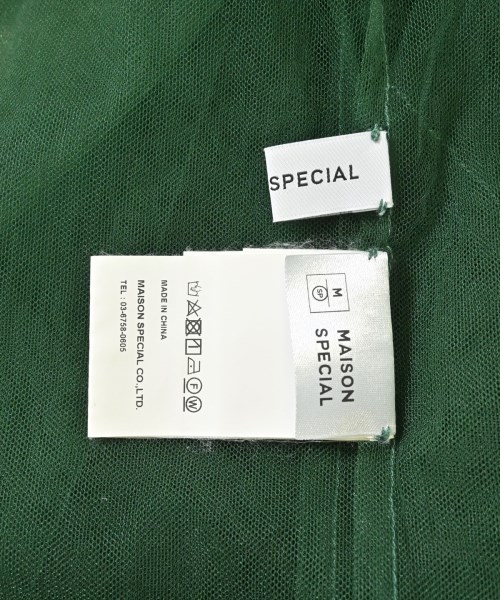 SPECIAL
M
SP
MAISON
SPECIAL
F
W
MADE IN CHINA
MAISON SPECIAL CO.,LTD.
TEL : 03-6758-0605